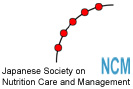 Japanese Society on NCM
Nutrition Care and Management